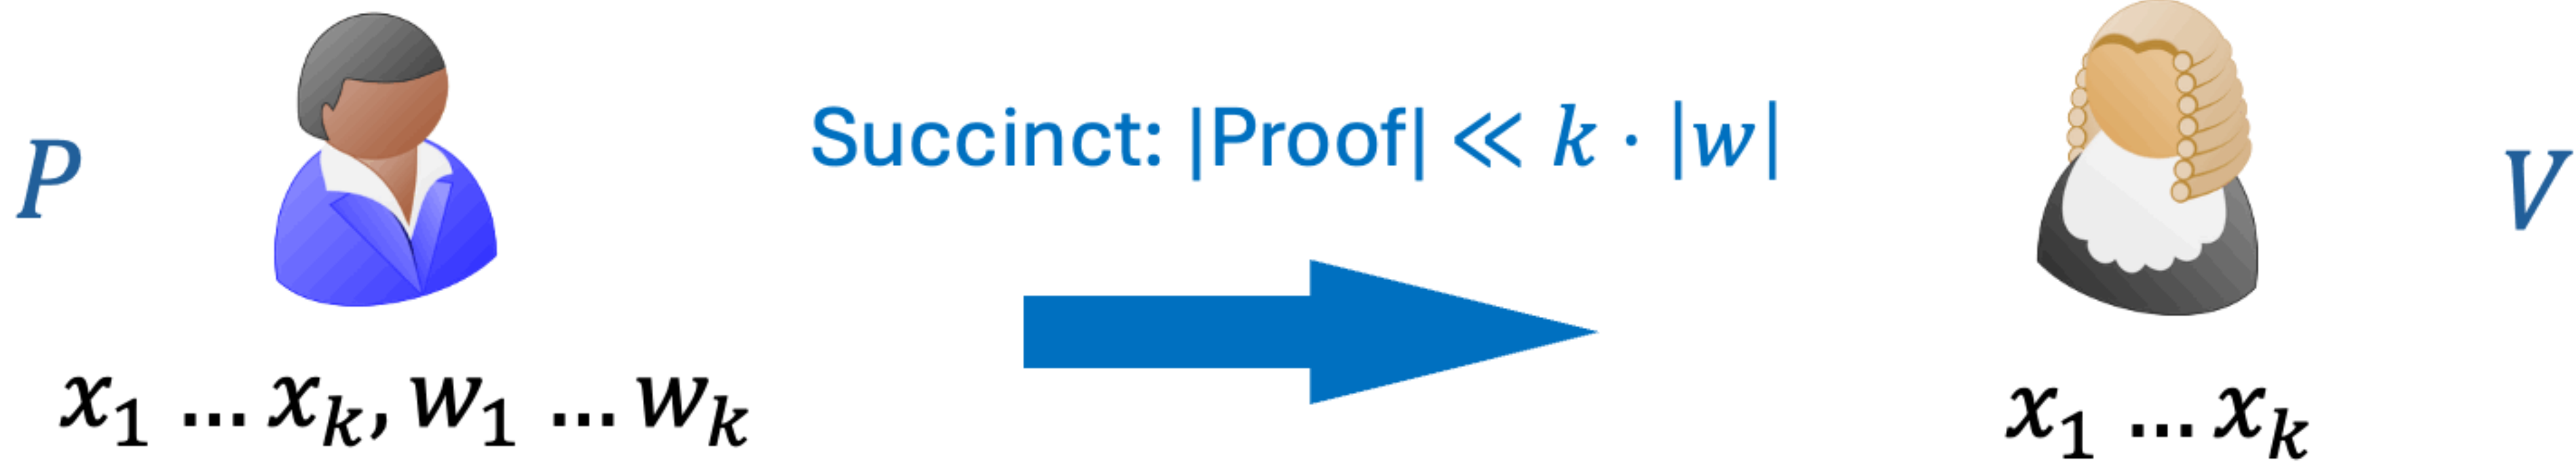 Succinct: |Proof| ≪ k · |w|
P
V
x₁ … xₖ, w₁ … wₖ
x₁ … xₖ